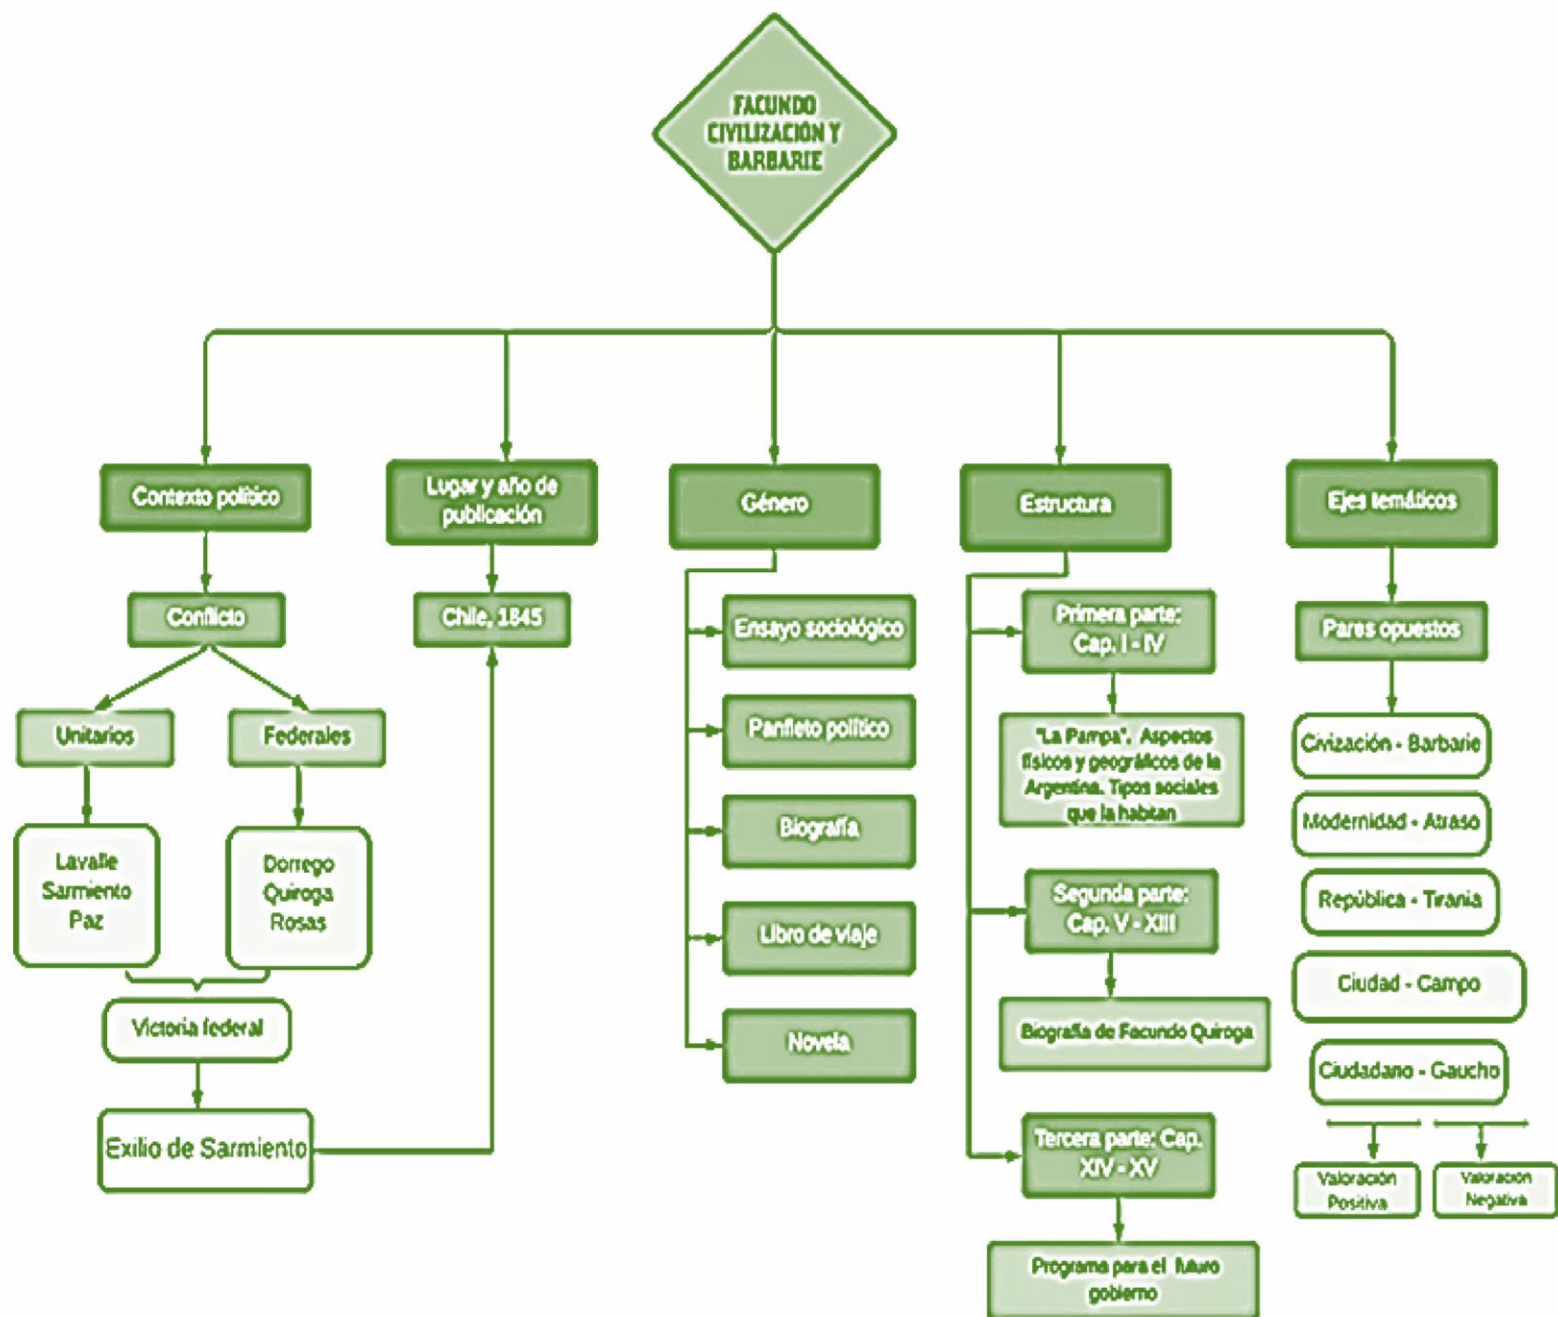 FACUNDO
CIVILIZACIÓN Y
BARBARIE
Contexto político
Conflicto
Unitarios
Federales
Lavalle
Sarmiento
Paz
Dorrego
Quiroga
Rosas
Victoria federal
Exilio de Sarmiento
Lugar y año de
publicación
Chile, 1845
Género
Ensayo sociológico
Panfleto político
Biografía
Libro de viaje
Novela
Estructura
Primera parte:
Cap. I - IV
"La Pampa". Aspectos
físicos y geográficos de la
Argentina. Tipos sociales
que la habitan
Segunda parte:
Cap. V - XIII
Biografía de Facundo Quiroga
Tercera parte: Cap.
XIV - XV
Programa para el futuro
gobierno
Ejes temáticos
Pares opuestos
Civización - Barbarie
Modernidad - Atraso
República - Tirania
Ciudad - Campo
Ciudadano - Gaucho
Valoración
Positiva
Valoración
Negativa